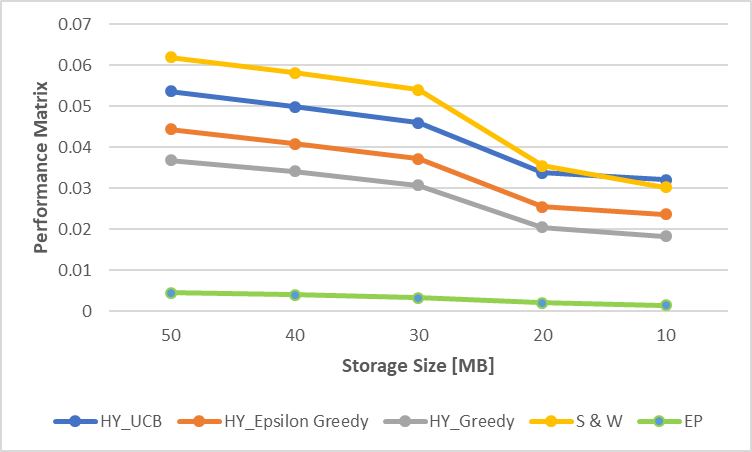 0.07
0.06
0.05
0.04
0.03
0.02
0.01
0
Performance Matrix
50 40 30 20 10
Storage Size [MB]
HY_UCB HY_Epsilon Greedy HY_Greedy S & W EP